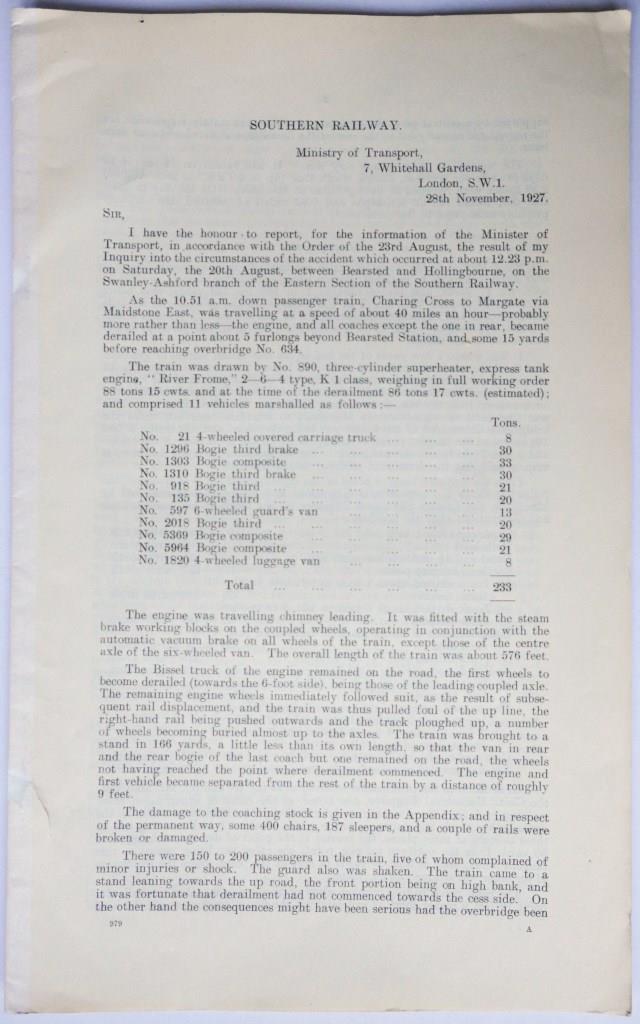 SOUTHERN RAILWAY.
Ministry of Transport,
7, Whitehall Gardens,
London, S.W.1.
28th November, 1927.
SIR,
I have the honour to report, for the information of the Minister of
Transport, in accordance with the Order of the 23rd August, the result of my
Inquiry into the circumstances of the accident which occurred at about 12.23 p.m.
on Saturday, the 20th August, between Bearsted and Hollingbourne, on the
Swanley-Ashford branch of the Eastern Section of the Southern Railway.
As the 10.51 a.m. down passenger train, Charing Cross to Margate via
Maidstone East, was travelling at a speed of about 40 miles an hour—probably
more rather than less—the engine, and all coaches except the one in rear, became
derailed at a point about 5 furlongs beyond Bearsted Station, and some 15 yards
before reaching overbridge No. 634.
The train was drawn by No. 890, three-cylinder superheater, express tank
engine, "River Frome," 2—6—4 type, K 1 class, weighing in full working order
88 tons 15 cwts. and at the time of the derailment 86 tons 17 cwts. (estimated);
and comprised 11 vehicles marshalled as follows:—
Tons.
No. 21 4-wheeled covered carriage truck ... ... ... 8
No. 1296 Bogie third brake ... ... ... ... ... 30
No. 1303 Bogie composite ... ... ... ... ... 33
No. 1310 Bogie third brake ... ... ... ... ... 30
No. 918 Bogie third ... ... ... ... ... ... 21
No. 135 Bogie third ... ... ... ... ... ... 20
No. 597 6-wheeled guard's van ... ... ... ... 13
No. 2018 Bogie third ... ... ... ... ... ... 20
No. 5369 Bogie composite ... ... ... ... ... 29
No. 5964 Bogie composite ... ... ... ... ... 21
No. 1820 4-wheeled luggage van ... ... ... ... 8
Total ... ... ... ... ... ... 233
The engine was travelling chimney leading. It was fitted with the steam
brake working blocks on the coupled wheels, operating in conjunction with the
automatic vacuum brake on all wheels of the train, except those of the centre
axle of the six-wheeled van. The overall length of the train was about 576 feet.
The Bissel truck of the engine remained on the road, the first wheels to
become derailed (towards the 6-foot side), being those of the leading coupled axle.
The remaining engine wheels immediately followed suit, as the result of subse-
quent rail displacement, and the train was thus pulled foul of the up line, the
right-hand rail being pushed outwards and the track ploughed up, a number
of wheels becoming buried almost up to the axles. The train was brought to a
stand in 166 yards, a little less than its own length, so that the van in rear
and the rear bogie of the last coach but one remained on the road, the wheels
not having reached the point where derailment commenced. The engine and
first vehicle became separated from the rest of the train by a distance of roughly
9 feet.
The damage to the coaching stock is given in the Appendix; and in respect
of the permanent way, some 400 chairs, 187 sleepers, and a couple of rails were
broken or damaged.
There were 150 to 200 passengers in the train, five of whom complained of
minor injuries or shock. The guard also was shaken. The train came to a
stand leaning towards the up road, the front portion being on high bank, and
it was fortunate that derailment had not commenced towards the cess side. On
the other hand the consequences might have been serious had the overbridge been
979
A